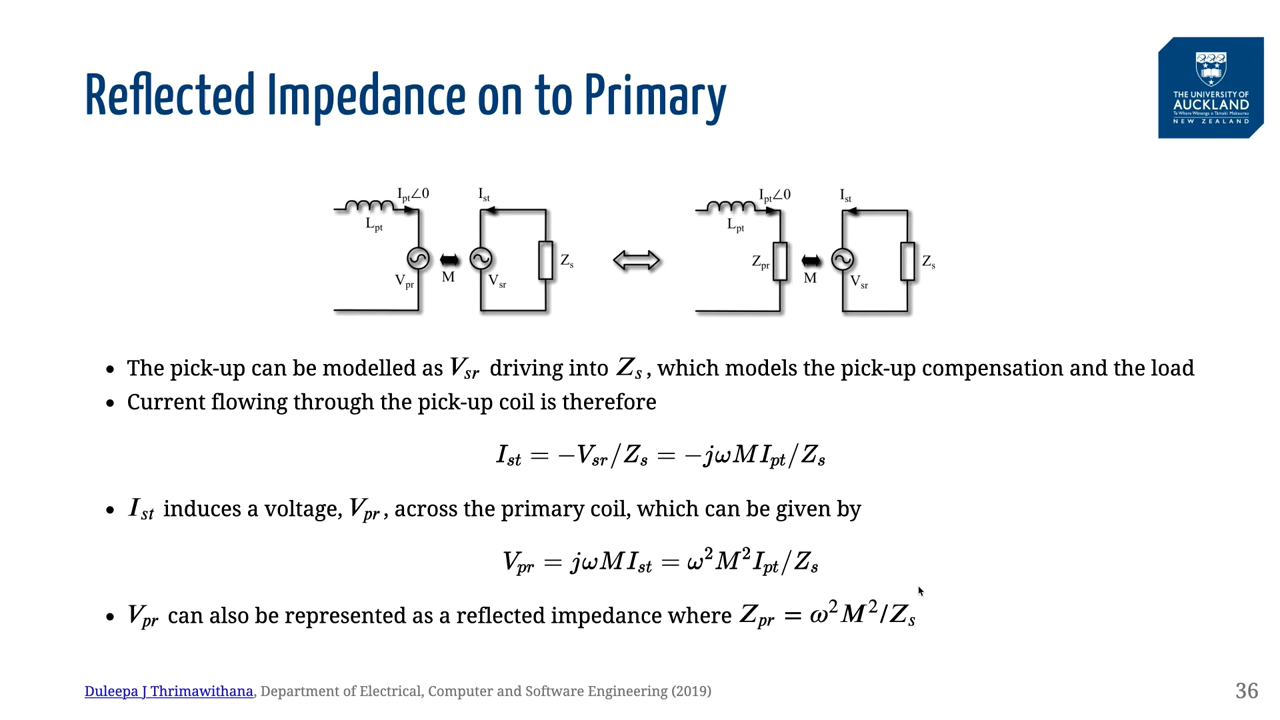 Reflected Impedance on to Primary
THE UNIVERSITY OF
AUCKLAND
Te Whare Wānanga o Tāmaki Makaurau
NEW ZEALAND
I_pt∠0
L_pt
V_pr
M
I_st
V_sr
Z_s
I_pt∠0
L_pt
Z_pr
M
I_st
V_sr
Z_s
• The pick-up can be modelled as V_sr driving into Z_s, which models the pick-up compensation and the load
• Current flowing through the pick-up coil is therefore
I_st = −V_sr/Z_s = −jωMI_pt/Z_s
• I_st induces a voltage, V_pr, across the primary coil, which can be given by
V_pr = jωMI_st = ω²M²I_pt/Z_s
• V_pr can also be represented as a reflected impedance where Z_pr = ω²M²/Z_s
Duleepa J Thrimawithana, Department of Electrical, Computer and Software Engineering (2019)
36